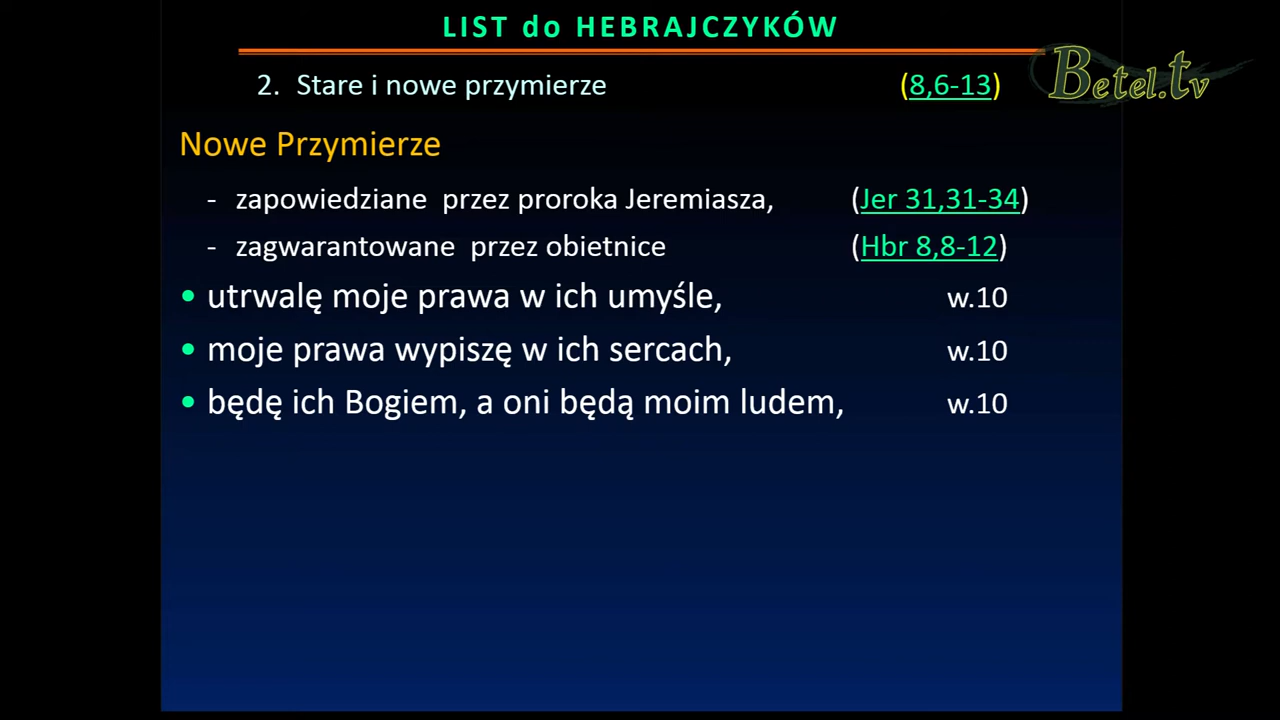 LIST do HEBRAJCZYKÓW
Betel.tv
2. Stare i nowe przymierze (8,6-13)
Nowe Przymierze
- zapowiedziane przez proroka Jeremiasza, (Jer 31,31-34)
- zagwarantowane przez obietnice (Hbr 8,8-12)
• utrwalę moje prawa w ich umyśle, w.10
• moje prawa wypiszę w ich sercach, w.10
• będę ich Bogiem, a oni będą moim ludem, w.10